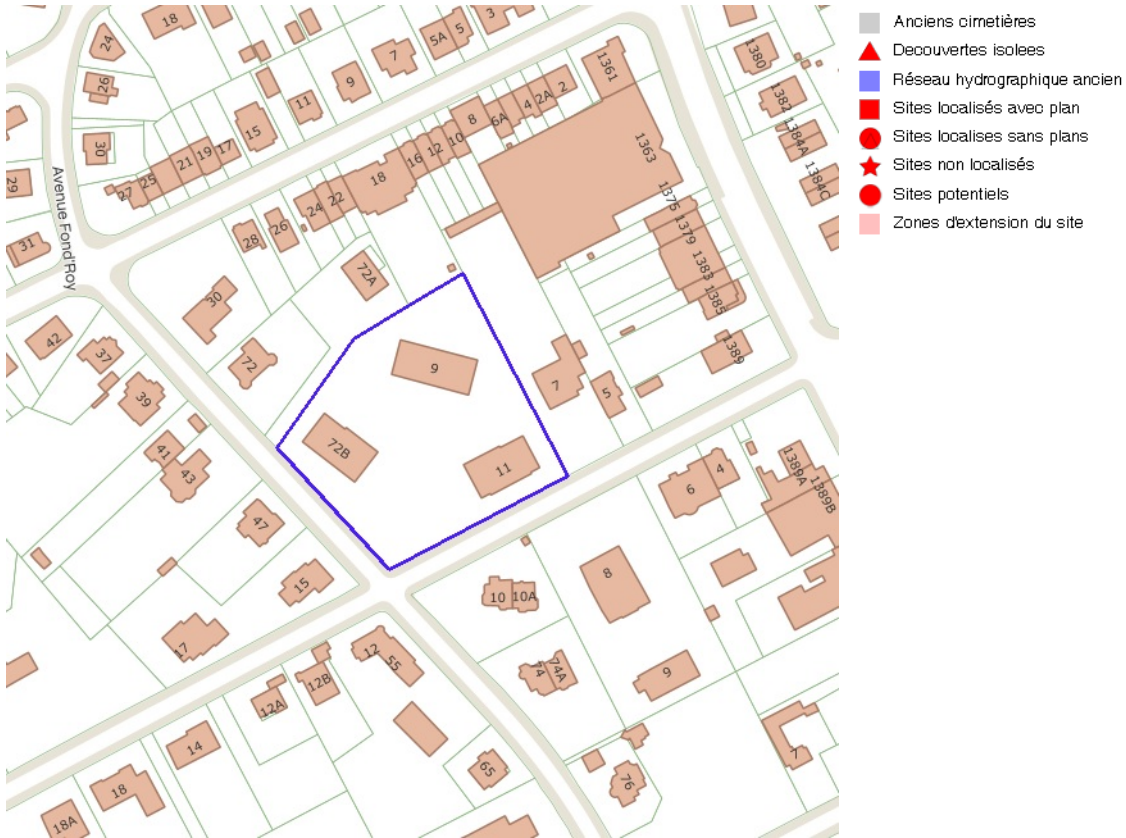 18
24
26
30
29
31
Avenue Fond'Roy
5A
5
3
7
9
11
15
17
19
21
25
27
1361
2
2A
4
6A
8
10
12
16
18
22
24
26
28
30
72A
72
1363
1375
1379
1383
1385
1389
1380
1382
1384A
1384C
42
37
39
41
43
47
15
17
9
72B
11
7
5
6
4
1389A
1389B
8
10
10A
74
74A
9
7
76
12
55
12B
12A
14
18
18A
65
Anciens cimetières
Decouvertes isolees
Réseau hydrographique ancien
Sites localisés avec plan
Sites localises sans plans
Sites non localisés
Sites potentiels
Zones d'extension du site